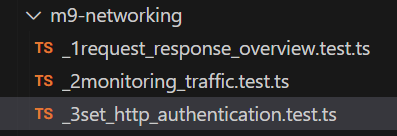 m9-networking
TS _1request_response_overview.test.ts
TS _2monitoring_traffic.test.ts
TS _3set_http_authentication.test.ts